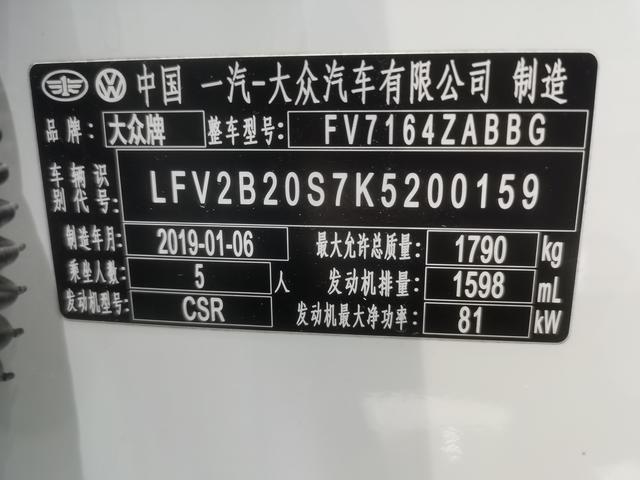 中国 一汽-大众汽车有限公司 制造
品牌: 大众牌 整车型号: FV7164ZABBG
车辆识别代号: LFV2B20S7K5200159
制造年月: 2019-01-06 最大允许总质量: 1790 kg
乘坐人数: 5 人 发动机排量: 1598 mL
发动机型号: CSR 发动机最大净功率: 81 kW